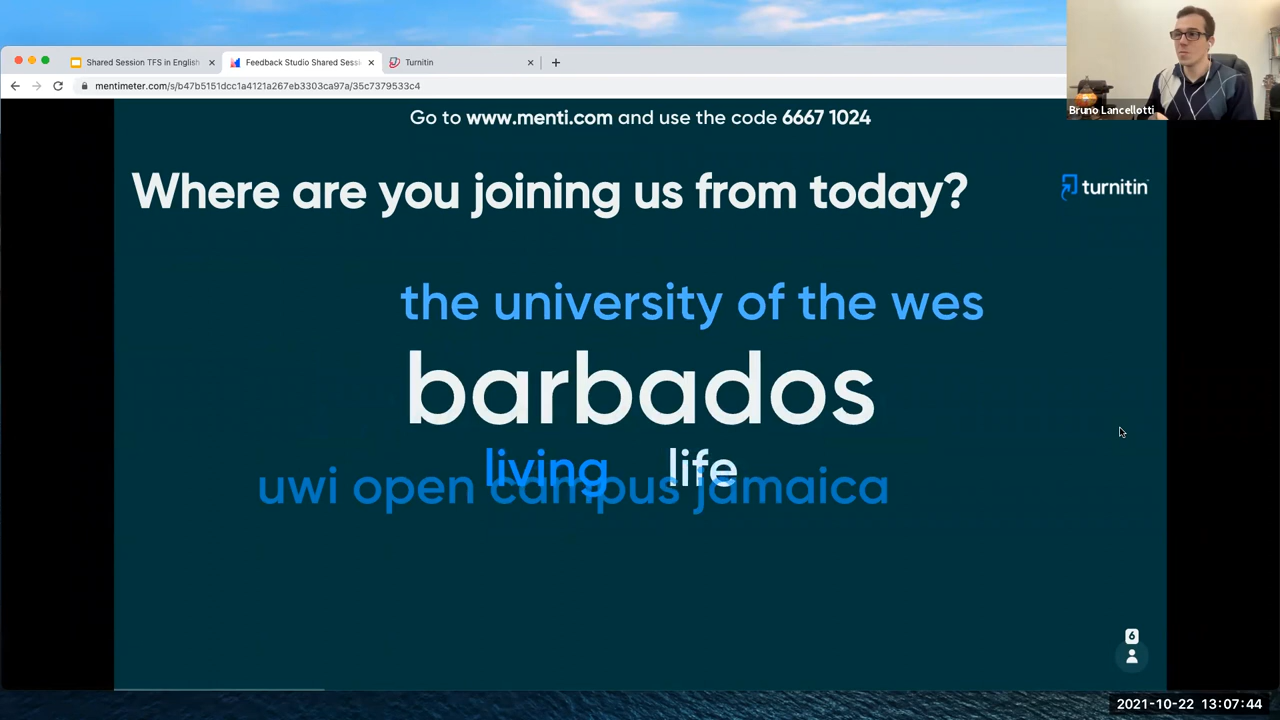 Shared Session TFS in English
Feedback Studio Shared Sessi
Turnitin
mentimeter.com/s/b47b5151dcc1a4121a267eb3303ca97a/35c7379533c4
Bruno Lancellotti
Go to www.menti.com and use the code 6667 1024
Where are you joining us from today?
turnitin
the university of the wes
barbados
living life
uwi open campus jamaica
6
2021-10-22 13:07:44